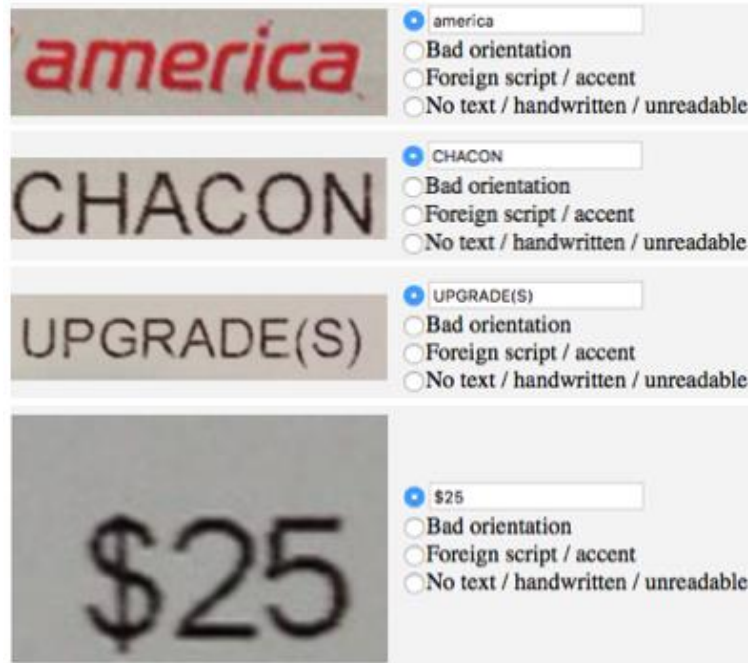 america
america
Bad orientation
Foreign script / accent
No text / handwritten / unreadable
CHACON
CHACON
Bad orientation
Foreign script / accent
No text / handwritten / unreadable
UPGRADE(S)
UPGRADE(S)
Bad orientation
Foreign script / accent
No text / handwritten / unreadable
$25
$25
Bad orientation
Foreign script / accent
No text / handwritten / unreadable